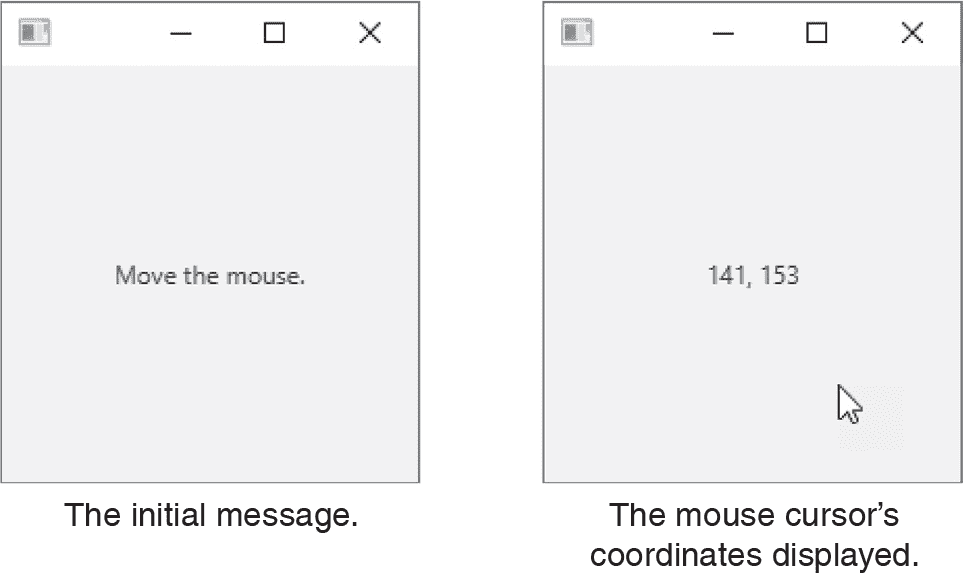 Move the mouse.
141, 153
The initial message.
The mouse cursor’s
coordinates displayed.